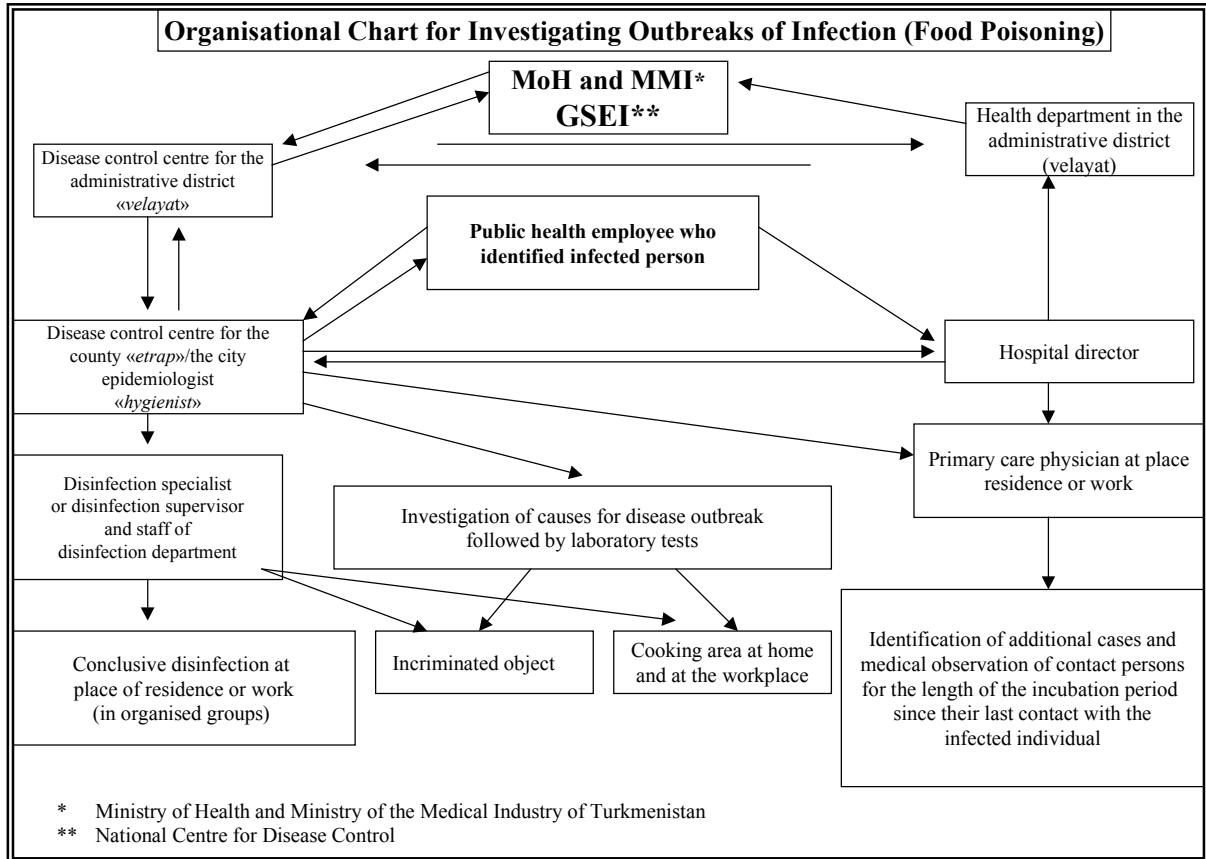 Organisational Chart for Investigating Outbreaks of Infection (Food Poisoning)
MoH and MMI*
GSEI**
Health department in the
administrative district
(velayat)
Disease control centre for the
administrative district
«velayat»
Public health employee who
identified infected person
Disease control centre for the
county «etrap»/the city
epidemiologist
«hygienist»
Hospital director
Primary care physician at place
residence or work
Disinfection specialist
or disinfection supervisor
and staff of
disinfection department
Investigation of causes for disease outbreak
followed by laboratory tests
Conclusive disinfection at
place of residence or work
(in organised groups)
Incriminated object
Cooking area at home
and at the workplace
Identification of additional cases and
medical observation of contact persons
for the length of the incubation period
since their last contact with the
infected individual
* Ministry of Health and Ministry of the Medical Industry of Turkmenistan
** National Centre for Disease Control